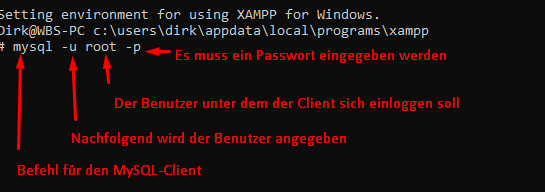 Setting environment for using XAMPP for Windows.
Dirk@WBS-PC c:\users\dirk\appdata\local\programs\xampp
# mysql -u root -p
Es muss ein Passwort eingegeben werden
Der Benutzer unter dem der Client sich einloggen soll
Nachfolgend wird der Benutzer angegeben
Befehl für den MySQL-Client